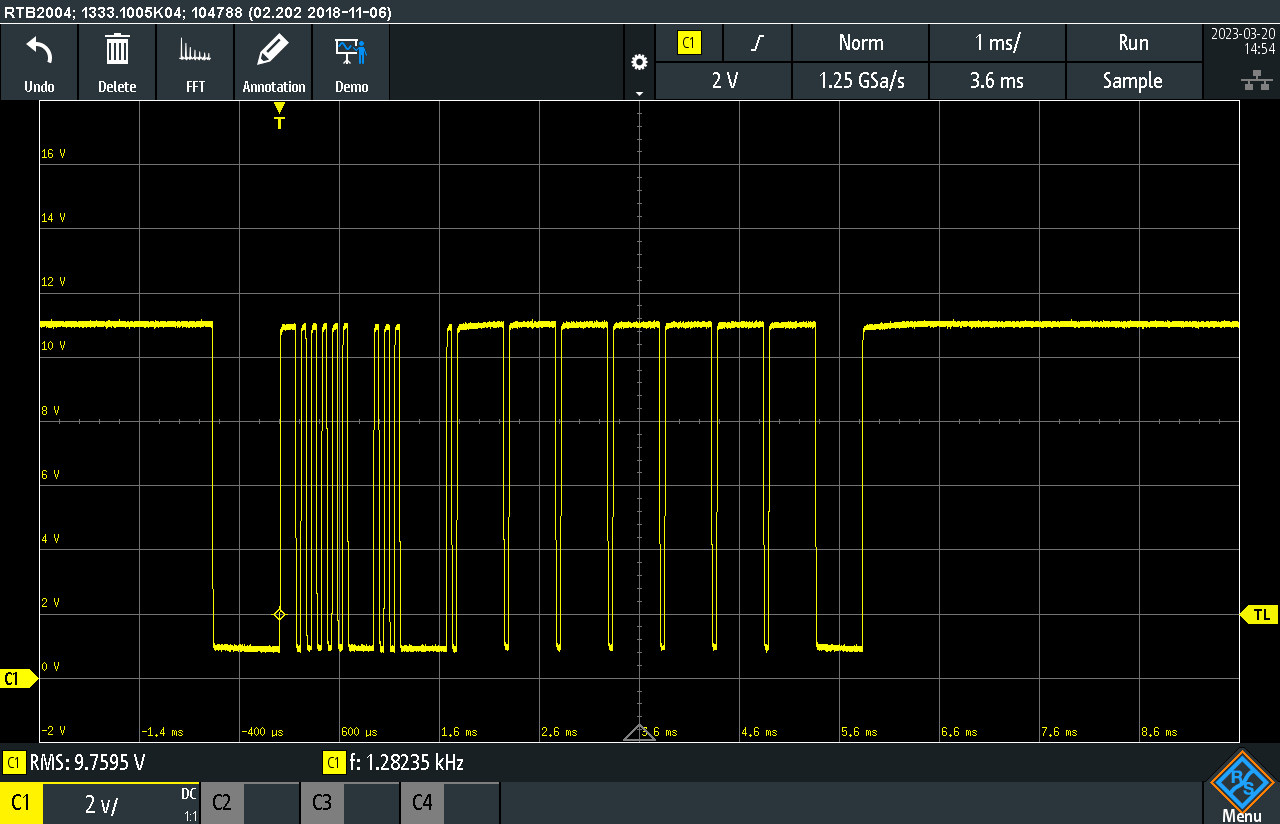 RTB2004; 1333.1005K04; 104788 (02.202 2018-11-06)
Undo Delete FFT Annotation Demo
C1 Norm 1 ms/ Run
2 V 1.25 GSa/s 3.6 ms Sample
2023-03-20
14:54
T
16 V
14 V
12 V
10 V
8 V
6 V
4 V
2 V
TL
0 V
C1
-2 V -1.4 ms -400 µs 600 µs 1.6 ms 2.6 ms 3.6 ms 4.6 ms 5.6 ms 6.6 ms 7.6 ms 8.6 ms
C1 RMS: 9.7595 V C1 f: 1.28235 kHz
C1 2 v/ DC 1:1 C2 C3 C4
R S
Menu